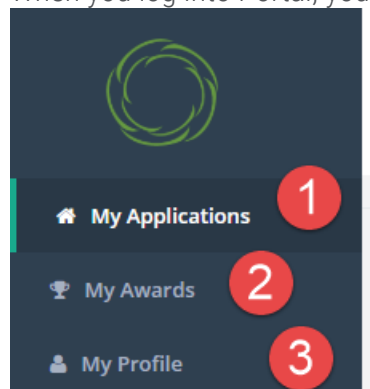 When you log into Portal, you
My Applications 1
My Awards 2
My Profile 3